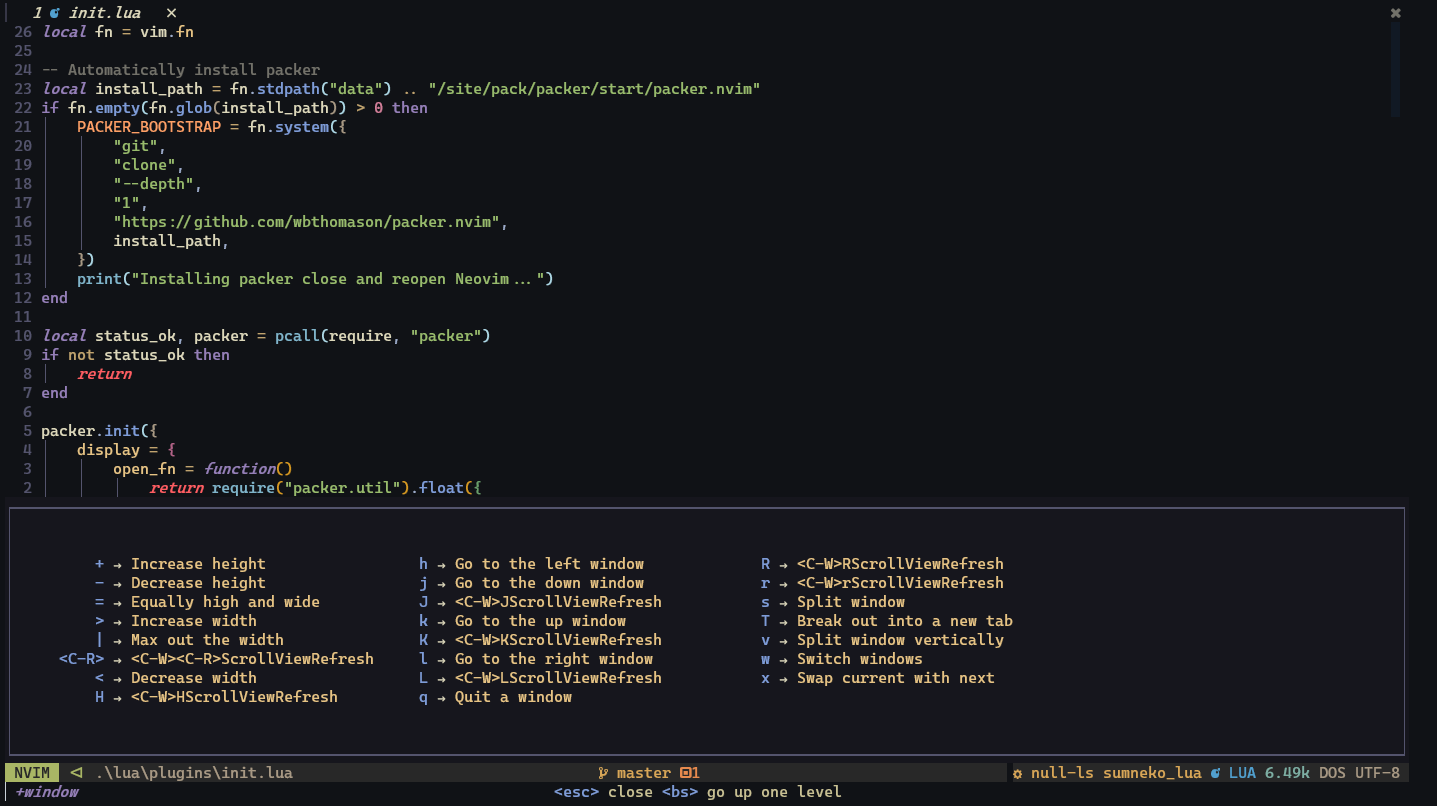 1 init.lua ✕ ✖
26 local fn = vim.fn
25
24 -- Automatically install packer
23 local install_path = fn.stdpath("data") .. "/site/pack/packer/start/packer.nvim"
22 if fn.empty(fn.glob(install_path)) > 0 then
21 PACKER_BOOTSTRAP = fn.system({
20 "git",
19 "clone",
18 "--depth",
17 "1",
16 "https://github.com/wbthomason/packer.nvim",
15 install_path,
14 })
13 print("Installing packer close and reopen Neovim...")
12 end
11
10 local status_ok, packer = pcall(require, "packer")
9 if not status_ok then
8 return
7 end
6
5 packer.init({
4 display = {
3 open_fn = function()
2 return require("packer.util").float({
+ → Increase height h → Go to the left window R → <C-W>RScrollViewRefresh
- → Decrease height j → Go to the down window r → <C-W>rScrollViewRefresh
= → Equally high and wide J → <C-W>JScrollViewRefresh s → Split window
> → Increase width k → Go to the up window T → Break out into a new tab
| → Max out the width K → <C-W>KScrollViewRefresh v → Split window vertically
<C-R> → <C-W><C-R>ScrollViewRefresh l → Go to the right window w → Switch windows
< → Decrease width L → <C-W>LScrollViewRefresh x → Swap current with next
H → <C-W>HScrollViewRefresh q → Quit a window
NVIM .\lua\plugins\init.lua master 1 null-ls sumneko_lua LUA 6.49k DOS UTF-8
+window <esc> close <bs> go up one level